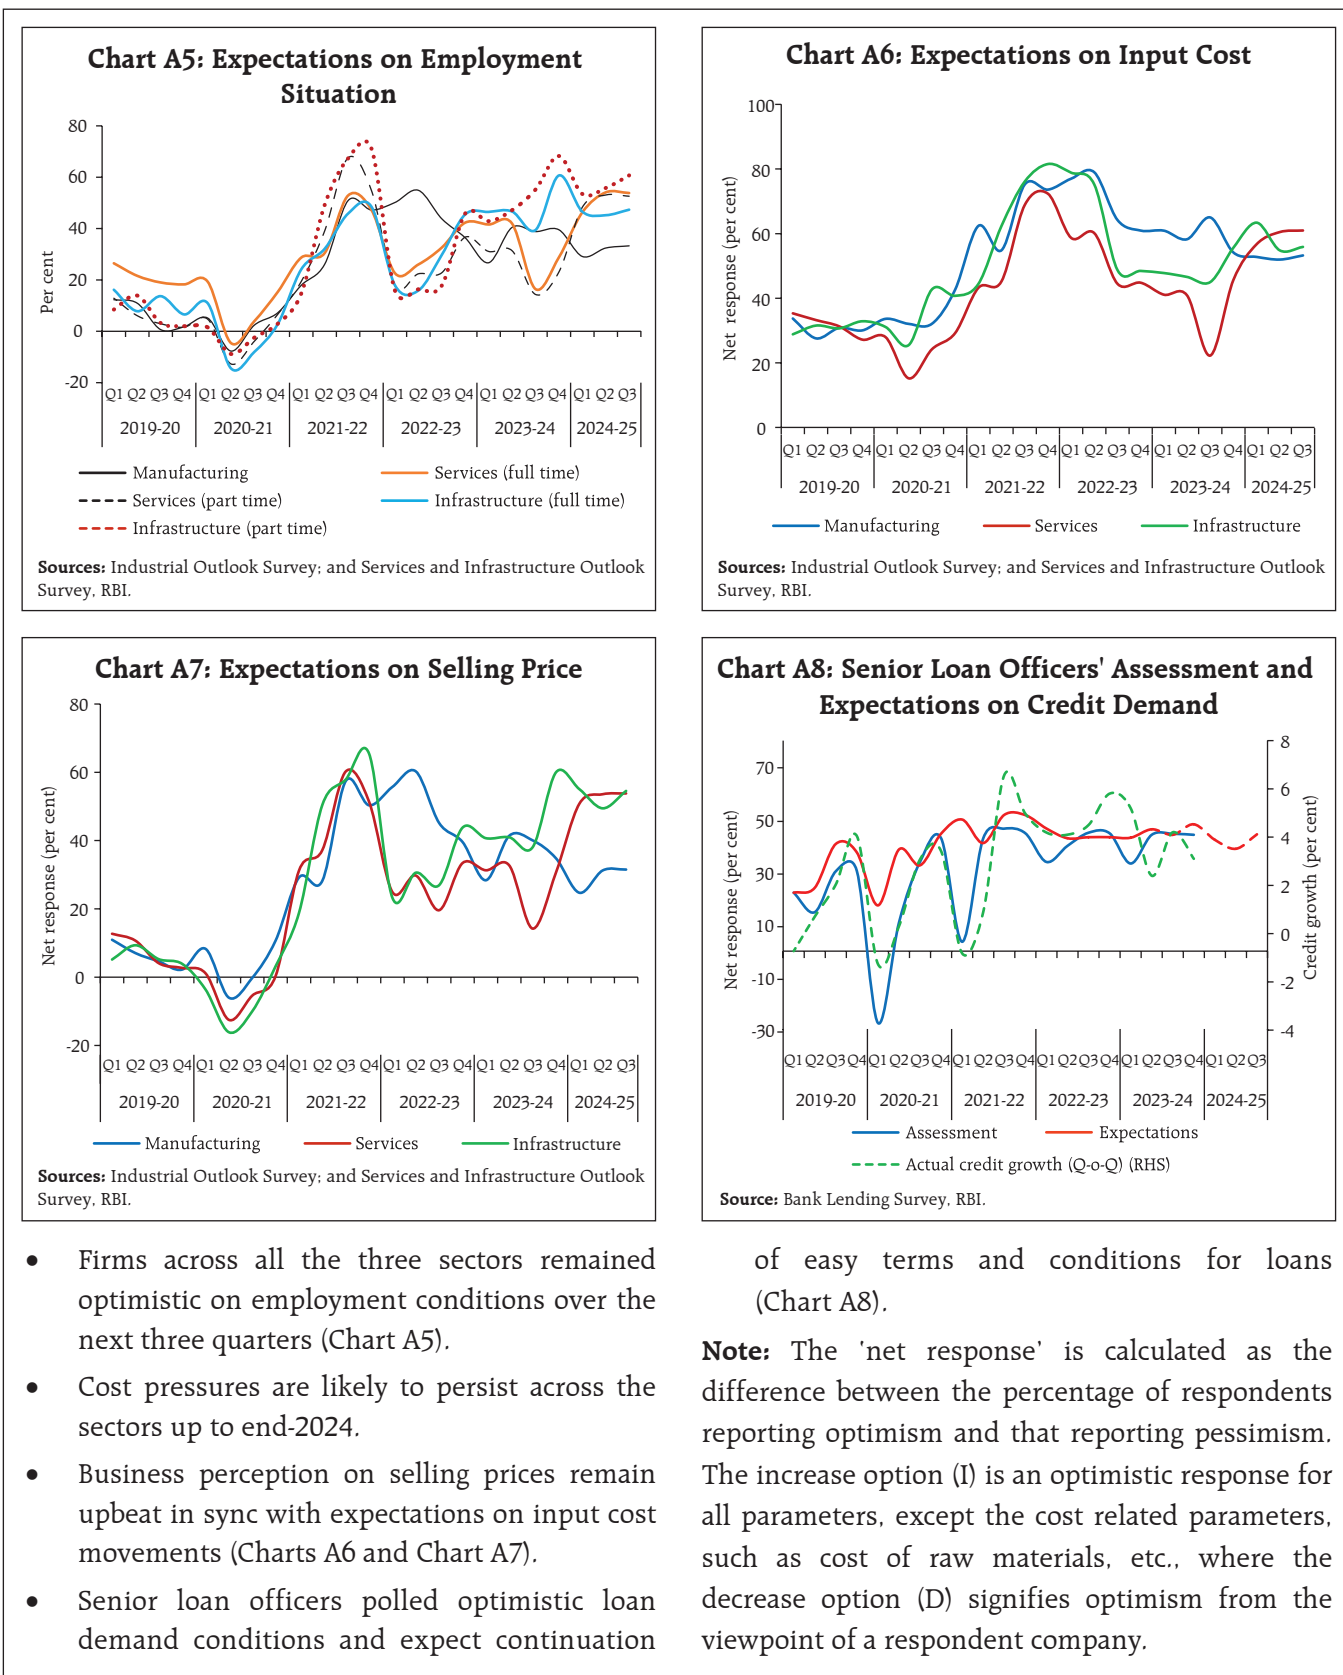 Chart A5: Expectations on Employment
Situation
Per cent
80
60
40
20
0
-20
Q1 Q2 Q3 Q4 Q1 Q2 Q3 Q4 Q1 Q2 Q3 Q4 Q1 Q2 Q3 Q4 Q1 Q2 Q3 Q4 Q1 Q2 Q3
2019-20 2020-21 2021-22 2022-23 2023-24 2024-25
Manufacturing Services (full time)
Services (part time) Infrastructure (full time)
Infrastructure (part time)
Sources: Industrial Outlook Survey; and Services and Infrastructure Outlook
Survey, RBI.
Chart A6: Expectations on Input Cost
Net response (per cent)
100
80
60
40
20
0
Q1 Q2 Q3 Q4 Q1 Q2 Q3 Q4 Q1 Q2 Q3 Q4 Q1 Q2 Q3 Q4 Q1 Q2 Q3 Q4 Q1 Q2 Q3
2019-20 2020-21 2021-22 2022-23 2023-24 2024-25
Manufacturing Services Infrastructure
Sources: Industrial Outlook Survey; and Services and Infrastructure Outlook
Survey, RBI.
Chart A7: Expectations on Selling Price
Net response (per cent)
80
60
40
20
0
-20
Q1 Q2 Q3 Q4 Q1 Q2 Q3 Q4 Q1 Q2 Q3 Q4 Q1 Q2 Q3 Q4 Q1 Q2 Q3 Q4 Q1 Q2 Q3
2019-20 2020-21 2021-22 2022-23 2023-24 2024-25
Manufacturing Services Infrastructure
Sources: Industrial Outlook Survey; and Services and Infrastructure Outlook
Survey, RBI.
Chart A8: Senior Loan Officers' Assessment and
Expectations on Credit Demand
Net response (per cent)
70
50
30
10
-10
-30
8
6
4
2
0
-2
-4
Credit growth (per cent)
Q1 Q2 Q3 Q4 Q1 Q2 Q3 Q4 Q1 Q2 Q3 Q4 Q1 Q2 Q3 Q4 Q1 Q2 Q3 Q4 Q1 Q2 Q3
2019-20 2020-21 2021-22 2022-23 2023-24 2024-25
Assessment Expectations
Actual credit growth (Q-o-Q) (RHS)
Source: Bank Lending Survey, RBI.
• Firms across all the three sectors remained
optimistic on employment conditions over the
next three quarters (Chart A5).
• Cost pressures are likely to persist across the
sectors up to end-2024.
• Business perception on selling prices remain
upbeat in sync with expectations on input cost
movements (Charts A6 and Chart A7).
• Senior loan officers polled optimistic loan
demand conditions and expect continuation
of easy terms and conditions for loans
(Chart A8).
Note: The 'net response' is calculated as the
difference between the percentage of respondents
reporting optimism and that reporting pessimism.
The increase option (I) is an optimistic response for
all parameters, except the cost related parameters,
such as cost of raw materials, etc., where the
decrease option (D) signifies optimism from the
viewpoint of a respondent company.